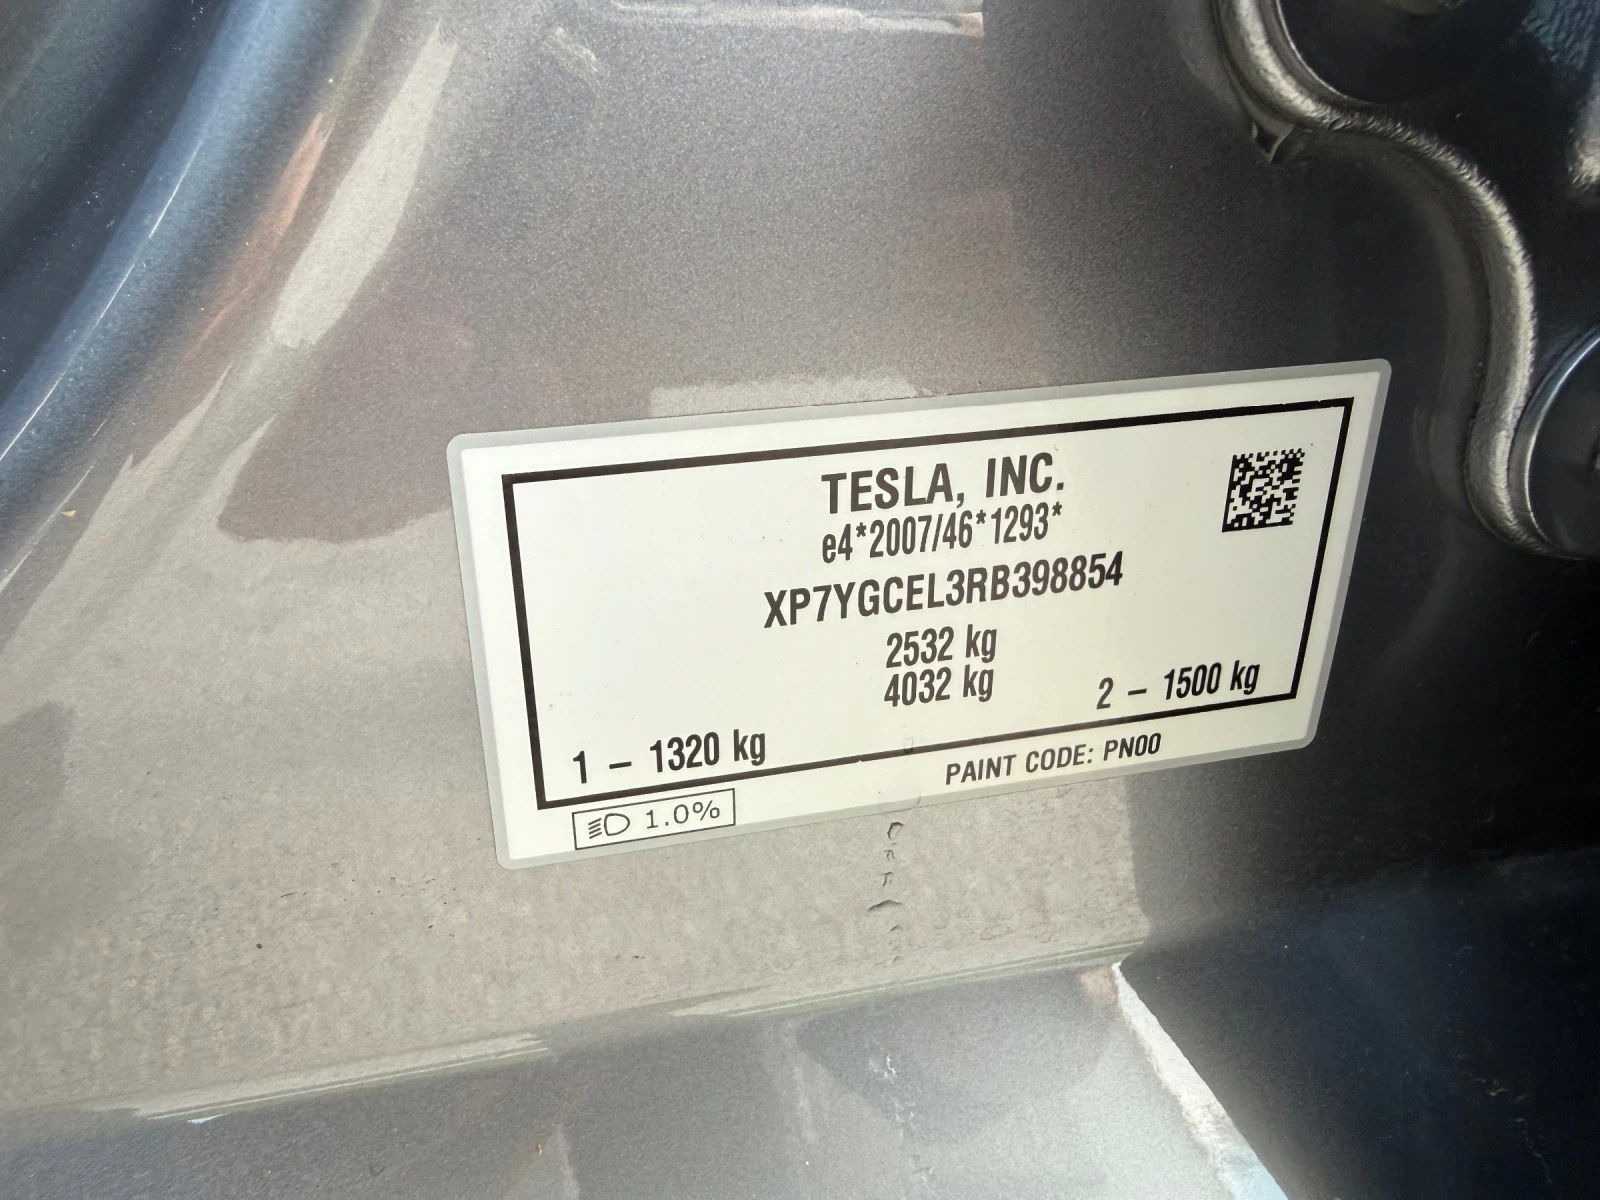 TESLA, INC.
e4*2007/46*1293*
XP7YGCEL3RB398854
2532 kg
4032 kg
1 – 1320 kg
2 – 1500 kg
PAINT CODE: PN00
1.0%